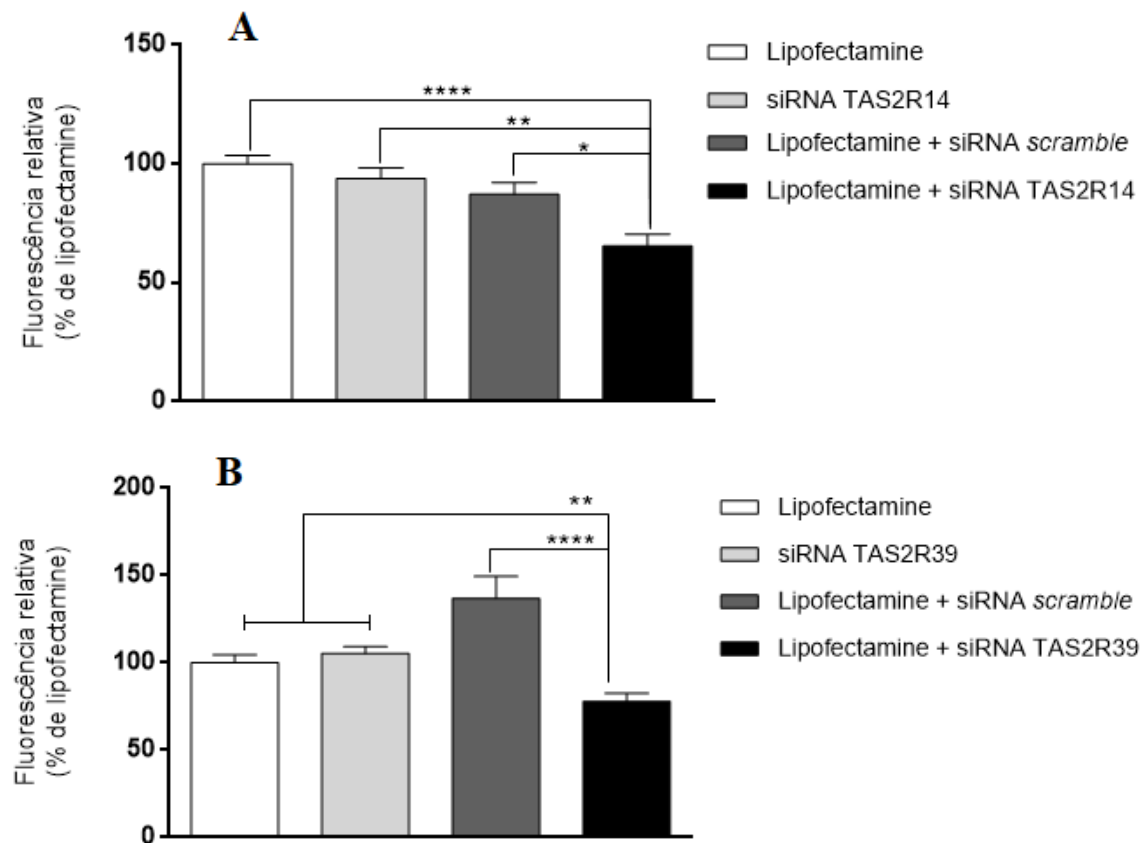 A
Fluorescência relativa
(% de lipofectamine)
150
100
50
0
****
**
*
Lipofectamine
siRNA TAS2R14
Lipofectamine + siRNA scramble
Lipofectamine + siRNA TAS2R14
B
Fluorescência relativa
(% de lipofectamine)
200
150
100
50
0
**
****
Lipofectamine
siRNA TAS2R39
Lipofectamine + siRNA scramble
Lipofectamine + siRNA TAS2R39